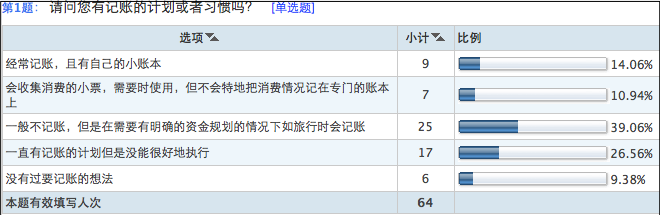 第1题： 请问您有记账的计划或者习惯吗？ [单选题]
选项 小计 比例
经常记账，且有自己的小账本 9 14.06%
会收集消费的小票，需要时使用，但不会特地把消费情况记在专门的账本
上 7 10.94%
一般不记账，但是在需要有明确的资金规划的情况下如旅行时会记账 25 39.06%
一直有记账的计划但是没能很好地执行 17 26.56%
没有过要记账的想法 6 9.38%
本题有效填写人次 64